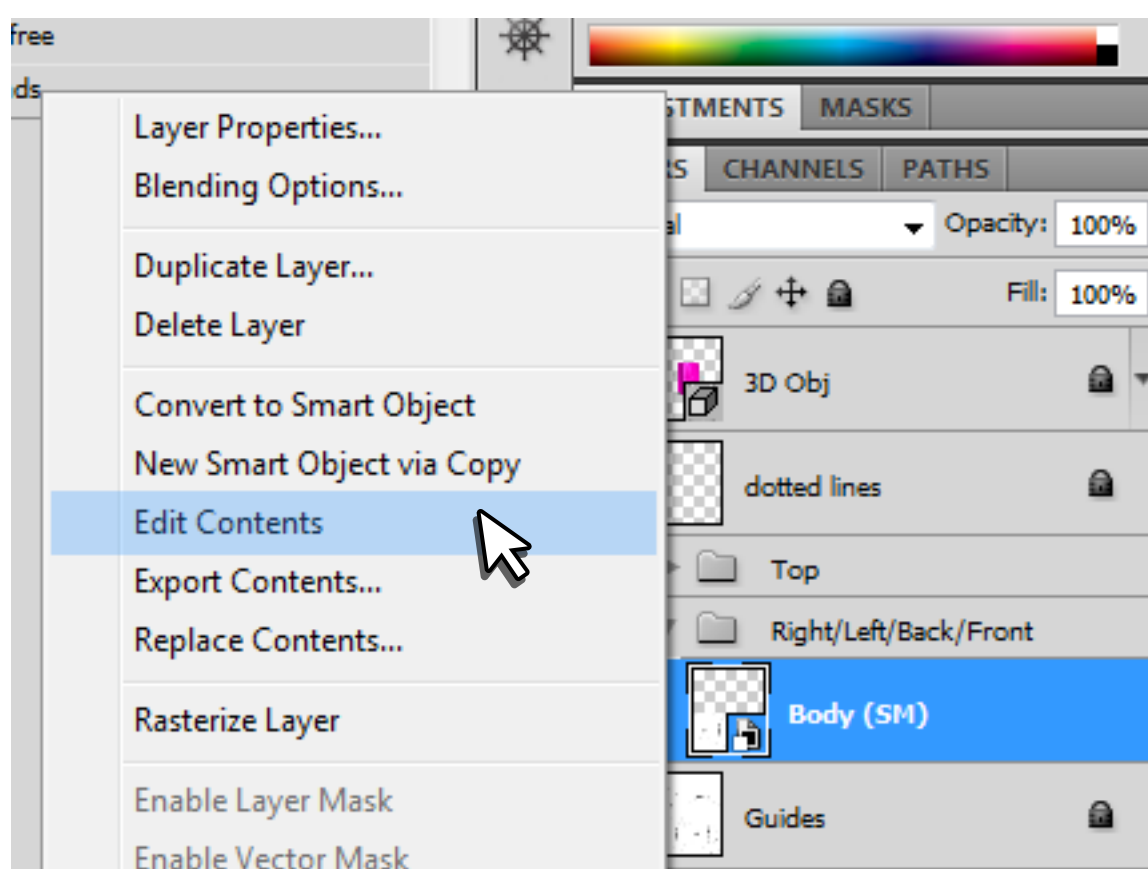 free
ds
Layer Properties...
Blending Options...
Duplicate Layer...
Delete Layer
Convert to Smart Object
New Smart Object via Copy
Edit Contents
Export Contents...
Replace Contents...
Rasterize Layer
Enable Layer Mask
Enable Vector Mask
STMENTS MASKS
RS CHANNELS PATHS
al Opacity: 100%
Fill: 100%
3D Obj
dotted lines
Top
Right/Left/Back/Front
Body (SM)
Guides